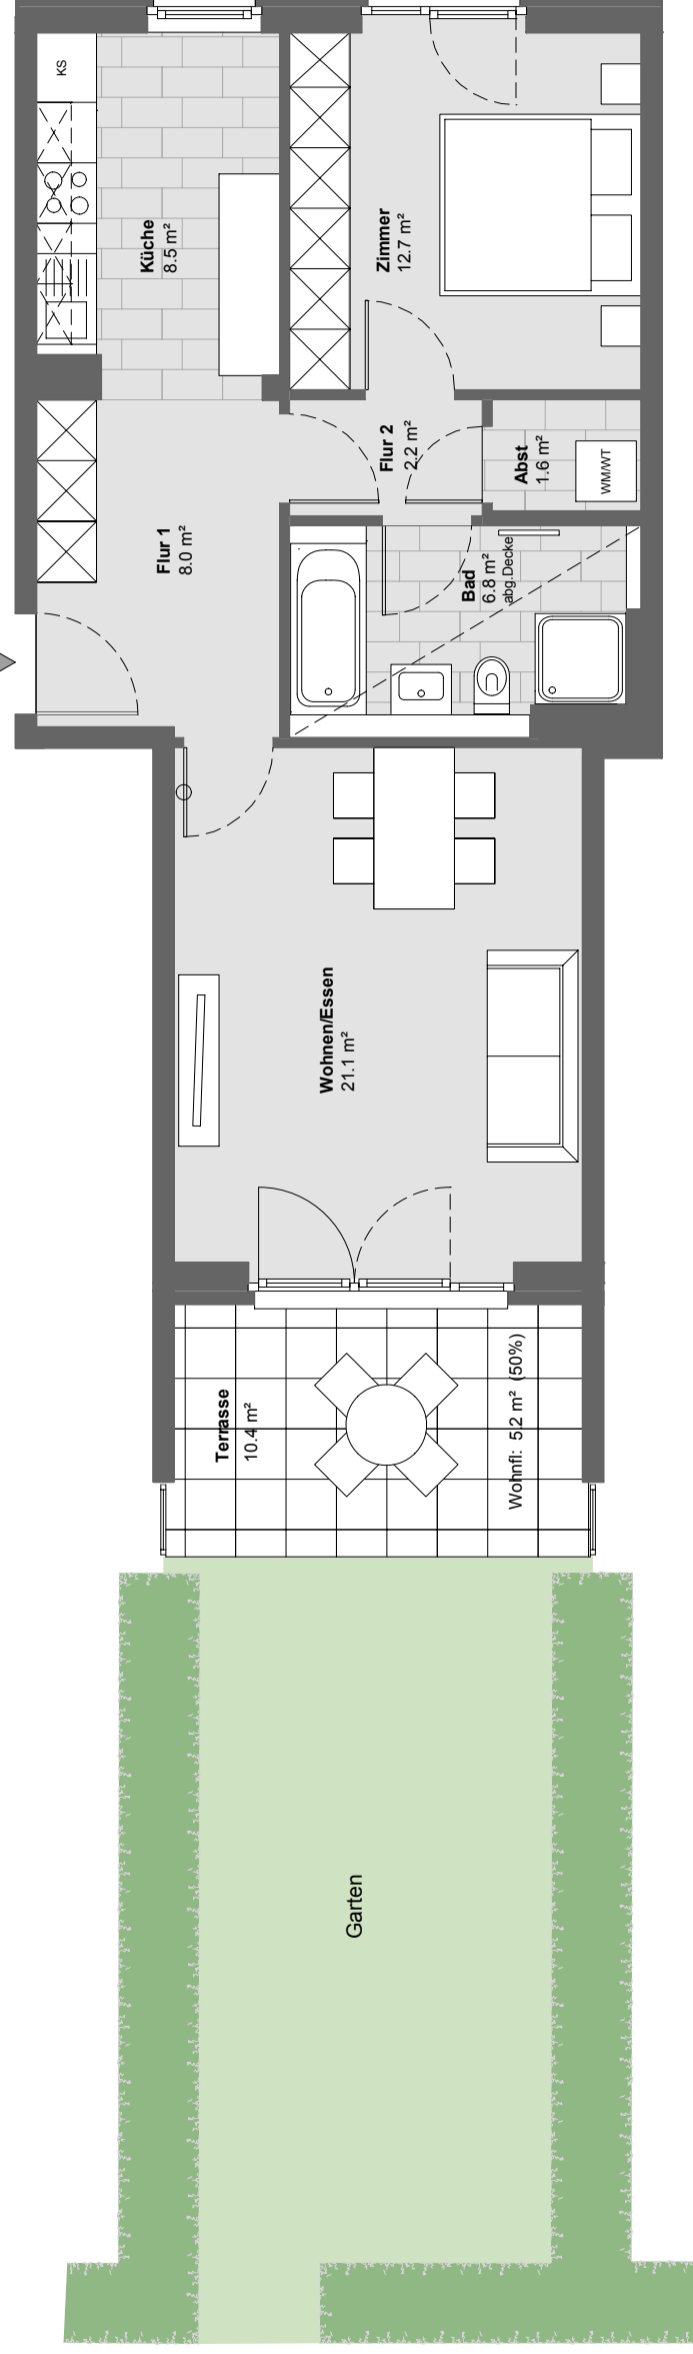 KS
Küche
8.5 m²
Zimmer
12.7 m²
Flur 2
2.2 m²
Abst
1.6 m²
WM/WT
Flur 1
8.0 m²
Bad
6.8 m²
abg.Decke
Wohnen/Essen
21.1 m²
Terrasse
10.4 m²
Wohnfl: 5.2 m² (50%)
Garten